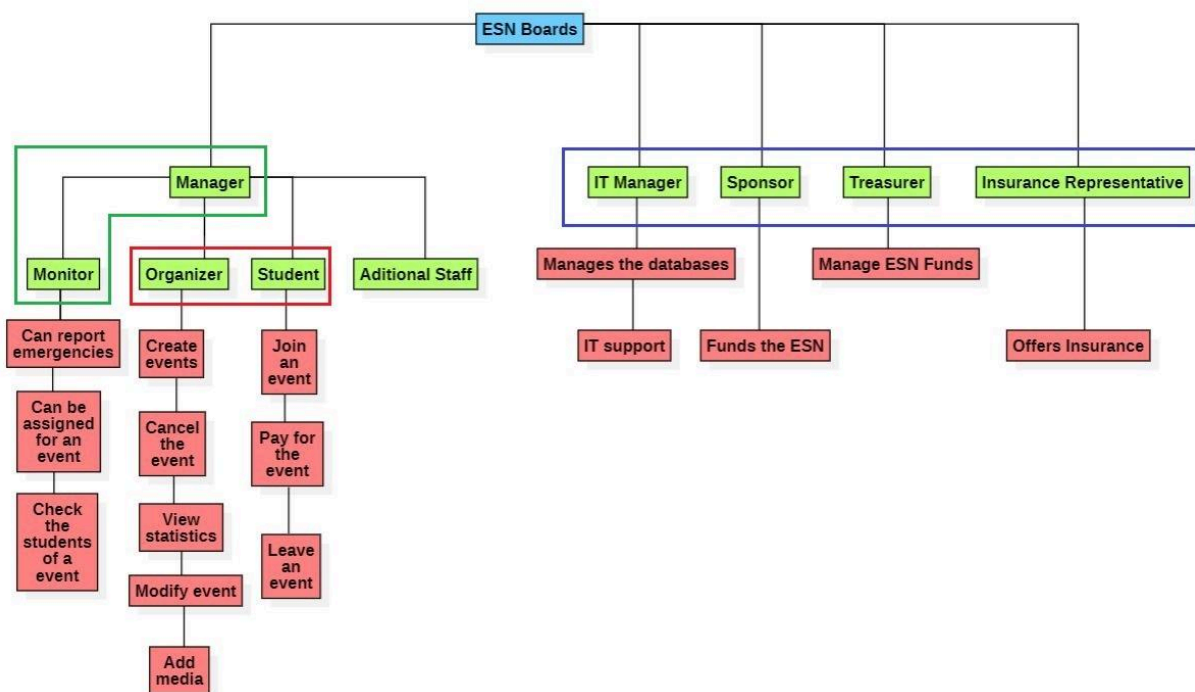 ESN Boards
Manager
IT Manager
Sponsor
Treasurer
Insurance Representative
Monitor
Organizer
Student
Aditional Staff
Manages the databases
Manage ESN Funds
Can report
emergencies
Create
events
Join
an
event
IT support
Funds the ESN
Offers Insurance
Can be
assigned
for an
event
Cancel
the
event
Pay for
the
event
Check
the
students
of a
event
View
statistics
Leave
an
event
Modify event
Add
media